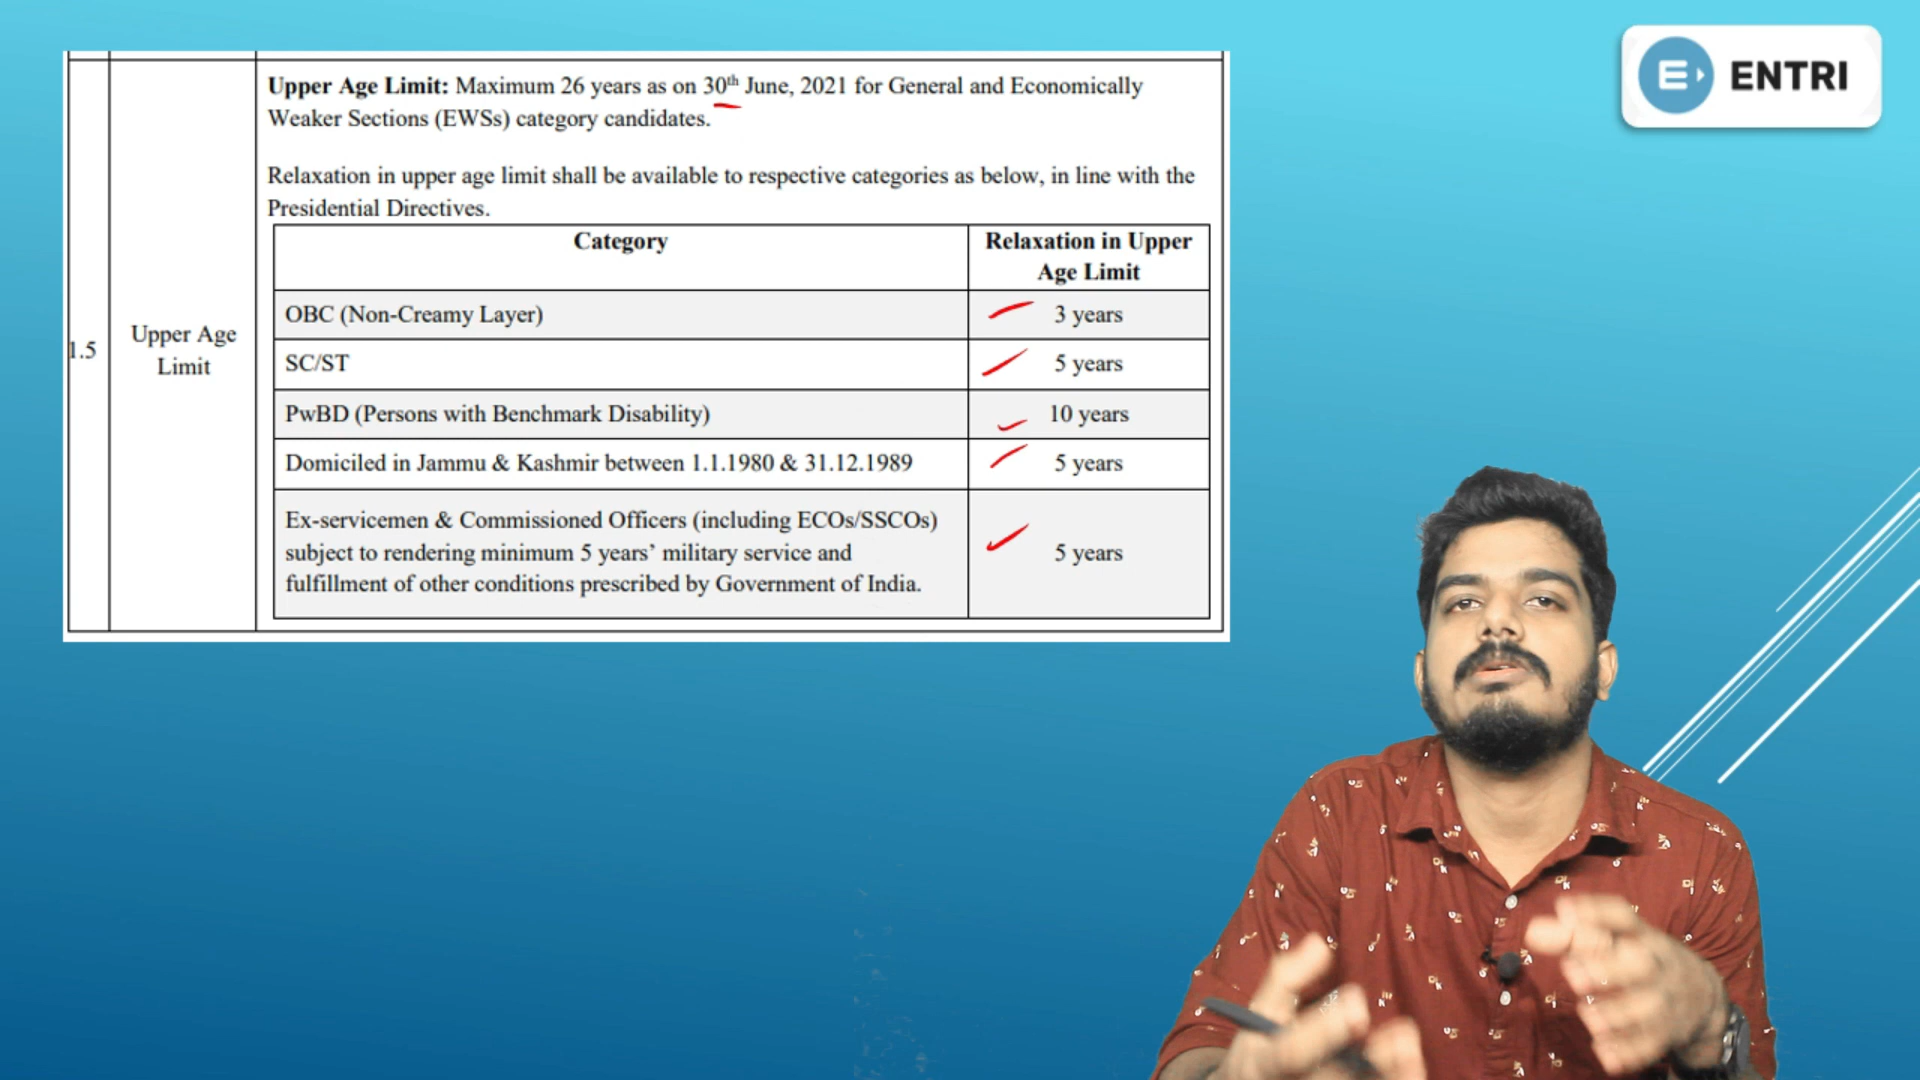 Upper Age Limit: Maximum 26 years as on 30th June, 2021 for General and Economically
Weaker Sections (EWSs) category candidates.
Relaxation in upper age limit shall be available to respective categories as below, in line with the
Presidential Directives.
1.5
Upper Age
Limit
Category
Relaxation in Upper
Age Limit
OBC (Non-Creamy Layer)
3 years
SC/ST
5 years
PwBD (Persons with Benchmark Disability)
10 years
Domiciled in Jammu & Kashmir between 1.1.1980 & 31.12.1989
5 years
Ex-servicemen & Commissioned Officers (including ECOs/SSCOs)
subject to rendering minimum 5 years’ military service and
fulfillment of other conditions prescribed by Government of India.
5 years
E
ENTRI